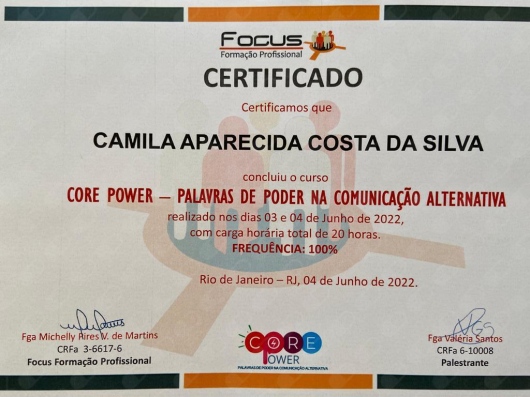 Focus
Formação Profissional
CERTIFICADO
Certificamos que
CAMILA APARECIDA COSTA DA SILVA
concluiu o curso
CORE POWER – PALAVRAS DE PODER NA COMUNICAÇÃO ALTERNATIVA
realizado nos dias 03 e 04 de Junho de 2022,
com carga horária total de 20 horas.
FREQUÊNCIA: 100%
Rio de Janeiro – RJ, 04 de Junho de 2022.
Fga Michelly Rires V. de Martins
CRFa 3-6617-6
Focus Formação Profissional
CORE
POWER
PALAVRAS DE PODER NA COMUNICAÇÃO ALTERNATIVA
Fga Valéria Santos
CRFa 6-10008
Palestrante